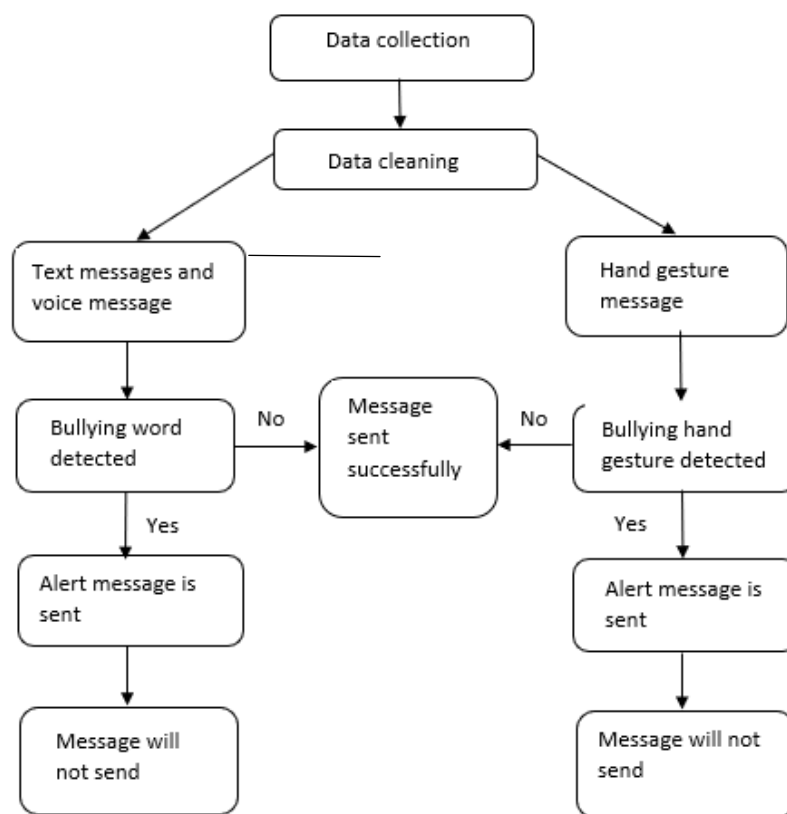 Data collection
Data cleaning
Text messages and
voice message
Hand gesture
message
Bullying word
detected
No
Message
sent
successfully
No
Bullying hand
gesture detected
Yes
Yes
Alert message is
sent
Alert message is
sent
Message will
not send
Message will not
send